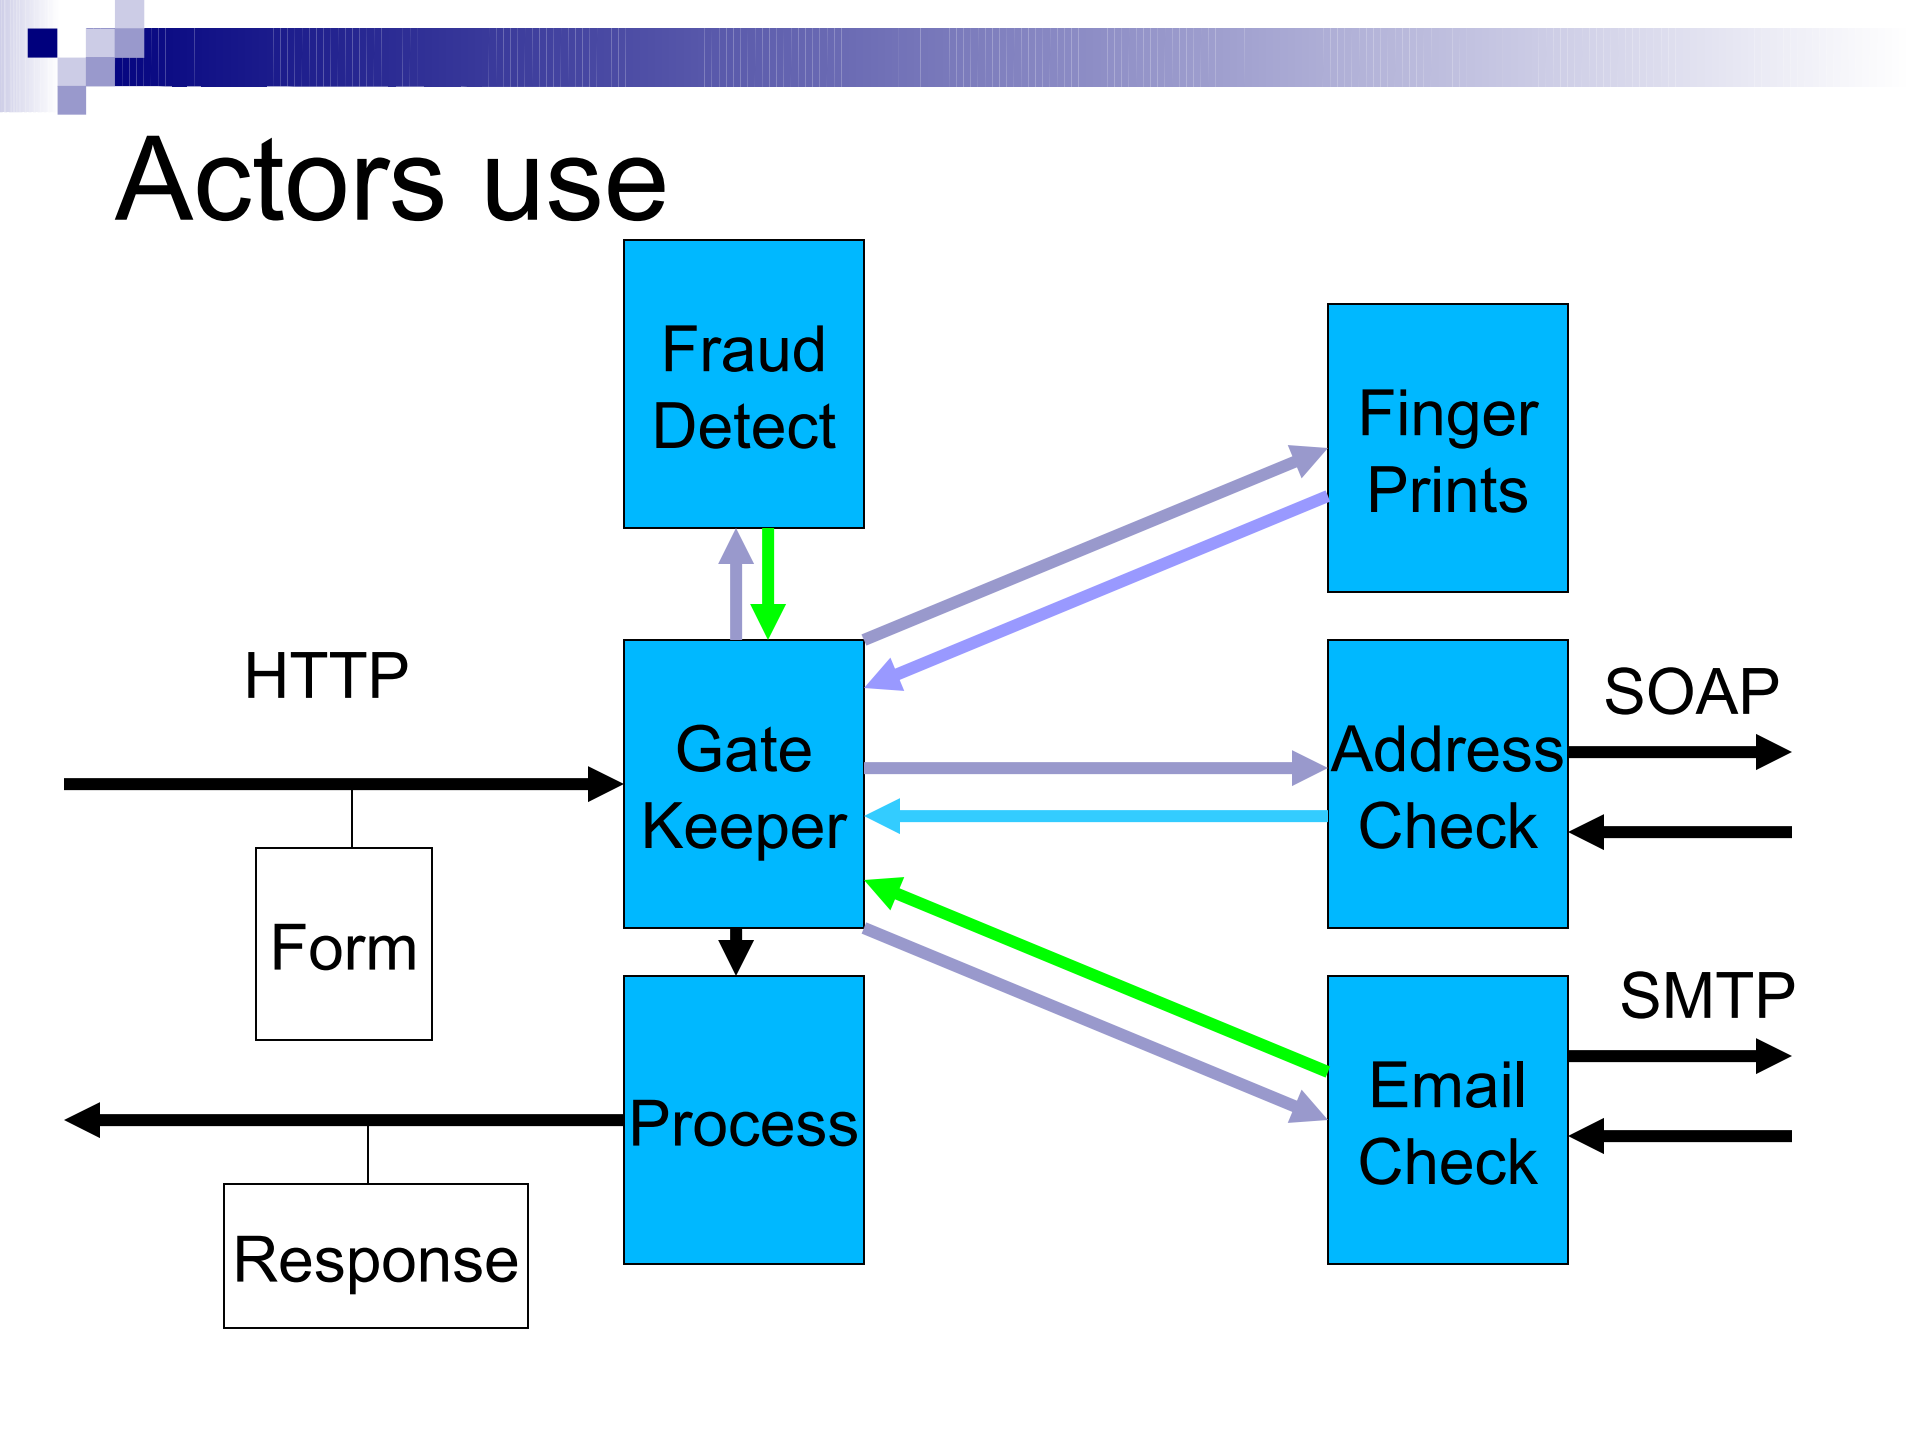 Actors use
Fraud
Detect
Finger
Prints
HTTP
Gate
Keeper
Address
Check
SOAP
Form
Process
Email
Check
SMTP
Response